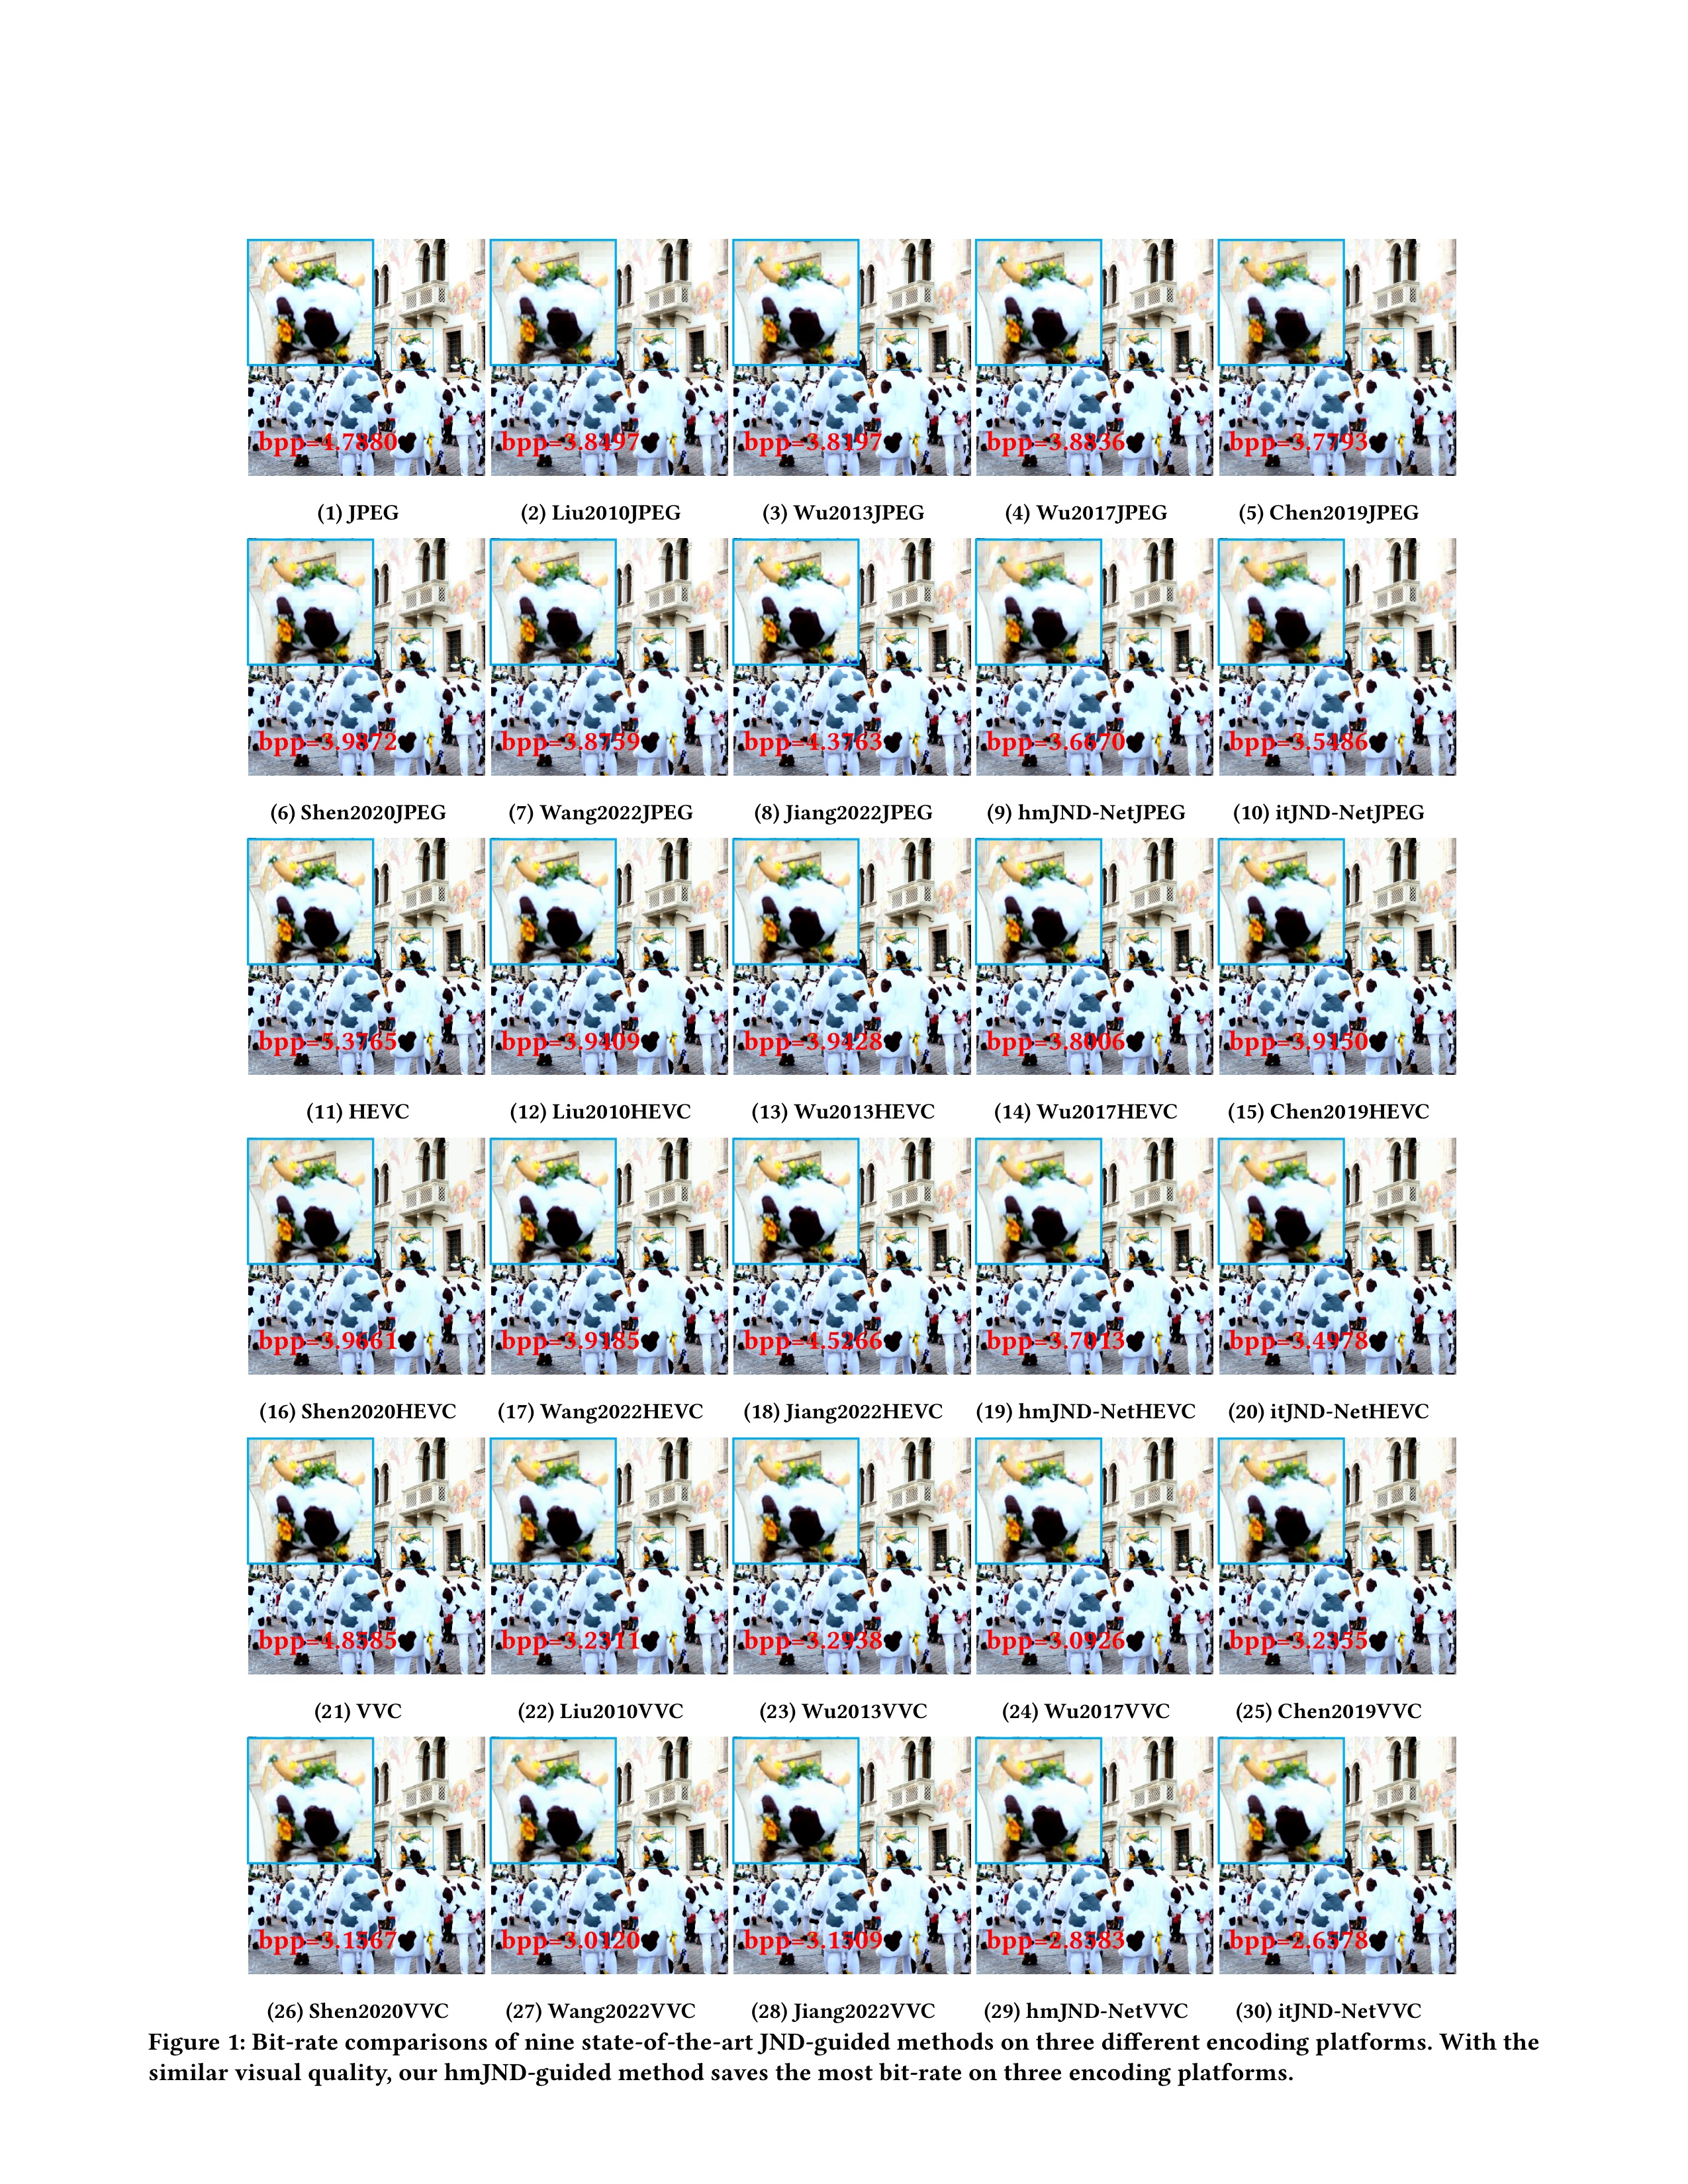 bpp=4.7880 bpp=3.8497 bpp=3.8197 bpp=3.8836 bpp=3.7793
(1) JPEG (2) Liu2010JPEG (3) Wu2013JPEG (4) Wu2017JPEG (5) Chen2019JPEG
bpp=3.9872 bpp=3.8759 bpp=4.3763 bpp=3.6670 bpp=3.5486
(6) Shen2020JPEG (7) Wang2022JPEG (8) Jiang2022JPEG (9) hmJND-NetJPEG (10) itJND-NetJPEG
bpp=5.3765 bpp=3.9409 bpp=3.9428 bpp=3.8006 bpp=3.9150
(11) HEVC (12) Liu2010HEVC (13) Wu2013HEVC (14) Wu2017HEVC (15) Chen2019HEVC
bpp=3.9661 bpp=3.9185 bpp=4.5266 bpp=3.7013 bpp=3.4978
(16) Shen2020HEVC (17) Wang2022HEVC (18) Jiang2022HEVC (19) hmJND-NetHEVC (20) itJND-NetHEVC
bpp=4.8385 bpp=3.2311 bpp=3.2938 bpp=3.0926 bpp=3.2355
(21) VVC (22) Liu2010VVC (23) Wu2013VVC (24) Wu2017VVC (25) Chen2019VVC
bpp=3.1567 bpp=3.0120 bpp=3.1509 bpp=2.8383 bpp=2.6378
(26) Shen2020VVC (27) Wang2022VVC (28) Jiang2022VVC (29) hmJND-NetVVC (30) itJND-NetVVC
Figure 1: Bit-rate comparisons of nine state-of-the-art JND-guided methods on three different encoding platforms. With the
similar visual quality, our hmJND-guided method saves the most bit-rate on three encoding platforms.